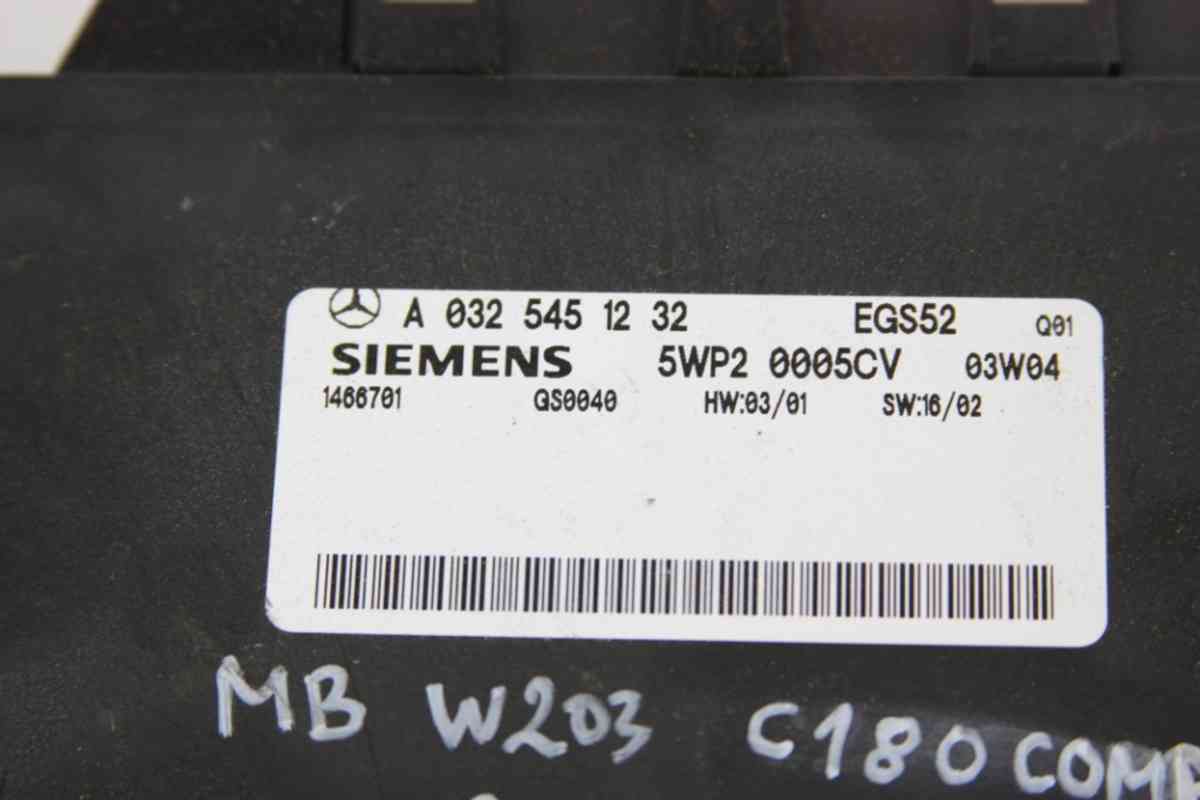 A 032 545 12 32 EGS52 Q01
SIEMENS 5WP2 0005CV 03W04
1466701 QS0040 HW:03/01 SW:16/02
MB W203 C180 COMP